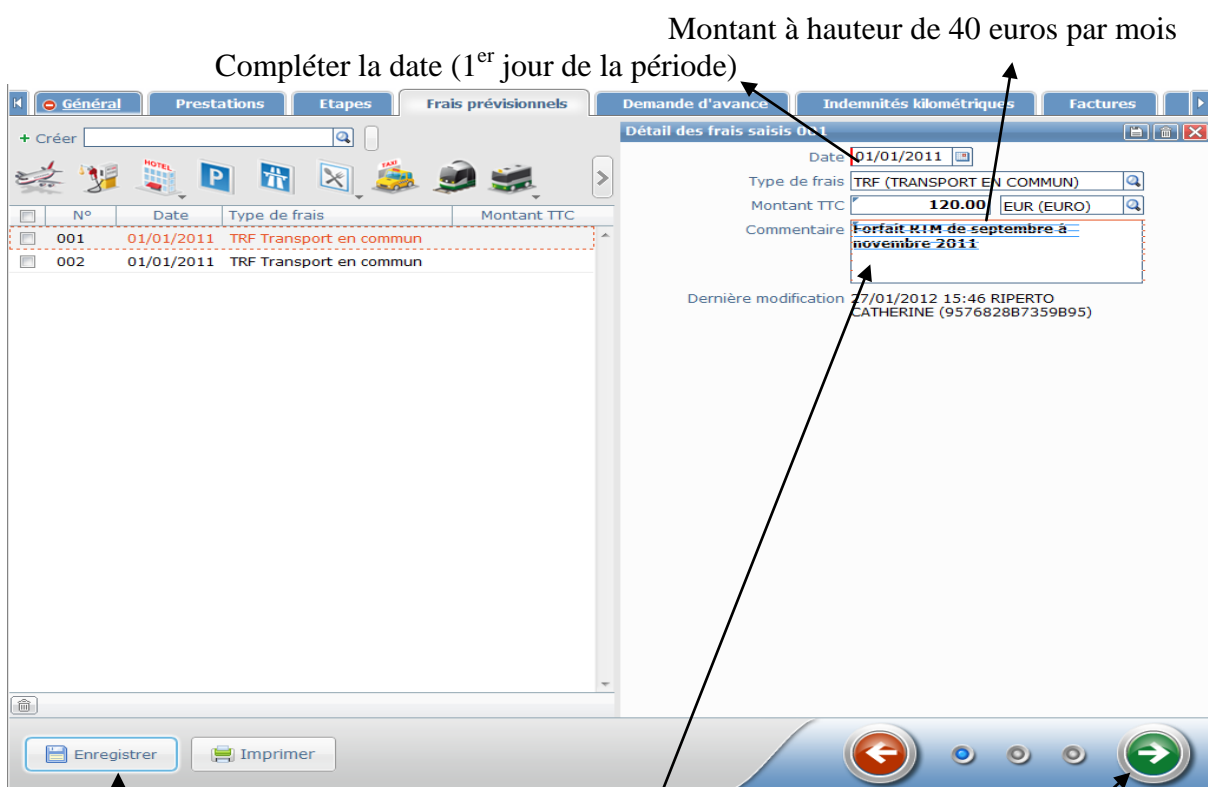 Montant à hauteur de 40 euros par mois
Compléter la date (1er jour de la période)
Général Prestations Etapes Frais prévisionnels Demande d'avance Indemnités kilométriques Factures
+ Créer
Détail des frais saisis 001
HOTEL P TAXI
Date 01/01/2011
Type de frais TRF (TRANSPORT EN COMMUN)
Montant TTC 120.00 EUR (EURO)
Commentaire Forfait RTM de septembre à
novembre 2011
Dernière modification 27/01/2012 15:46 RIPERTO
CATHERINE (9576828B7359B95)
N° Date Type de frais Montant TTC
001 01/01/2011 TRF Transport en commun
002 01/01/2011 TRF Transport en commun
Enregistrer Imprimer